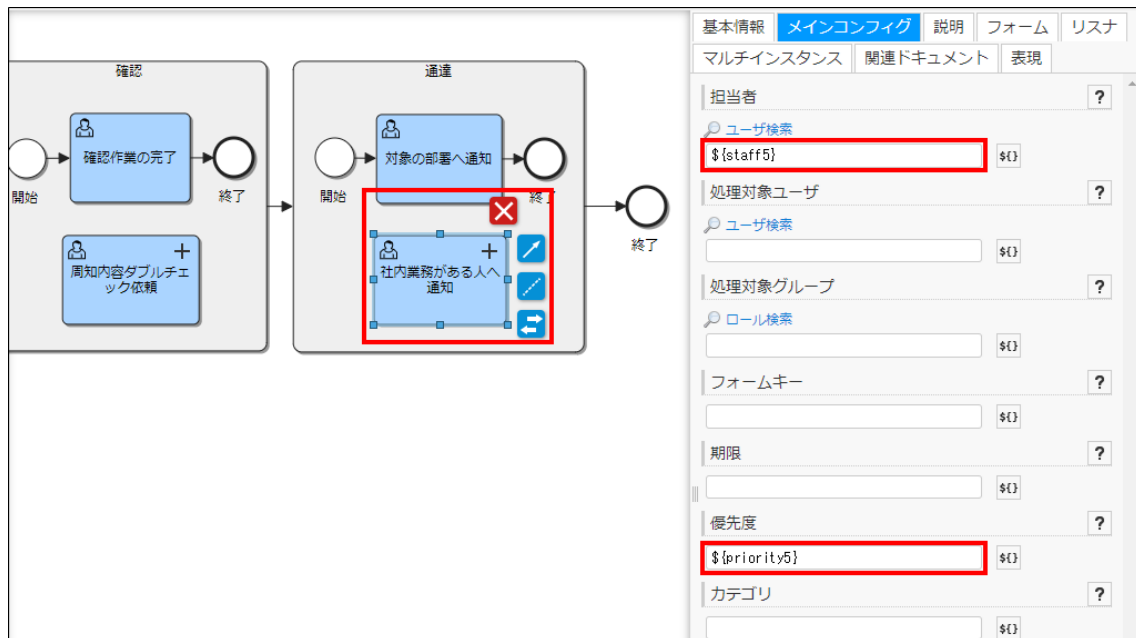 確認
確認作業の完了
開始
終了
周知内容ダブルチェ
ック依頼
通達
対象の部署へ通知
開始
終了
社内業務がある人へ
通知
終了
基本情報
メインコンフィグ
説明
フォーム
リスナ
マルチインスタンス
関連ドキュメント
表現
担当者
?
ユーザ検索
${staff5}
${}
処理対象ユーザ
?
ユーザ検索
${}
処理対象グループ
?
ロール検索
${}
フォームキー
?
${}
期限
?
${}
優先度
?
${priority5}
${}
カテゴリ
?
${}